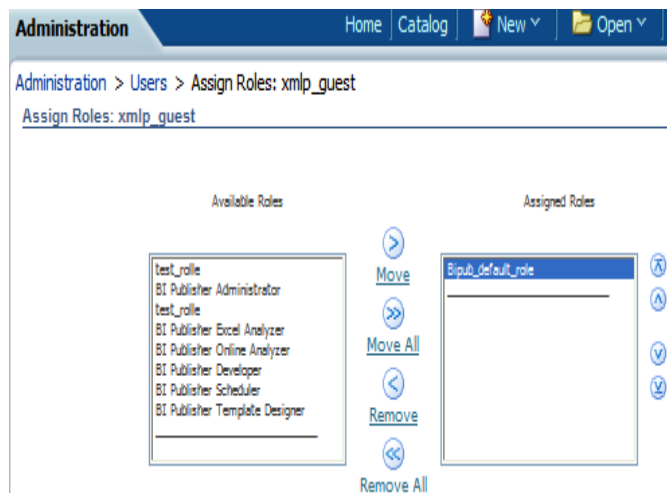 Administration
Home Catalog New Open
Administration > Users > Assign Roles: xmlp_guest
Assign Roles: xmlp_guest
Available Roles
Assigned Roles
test_rolle
BI Publisher Administrator
test_rolle
BI Publisher Excel Analyzer
BI Publisher Online Analyzer
BI Publisher Developer
BI Publisher Scheduler
BI Publisher Template Designer
Move
Move All
Remove
Remove All
Bipub_default_role